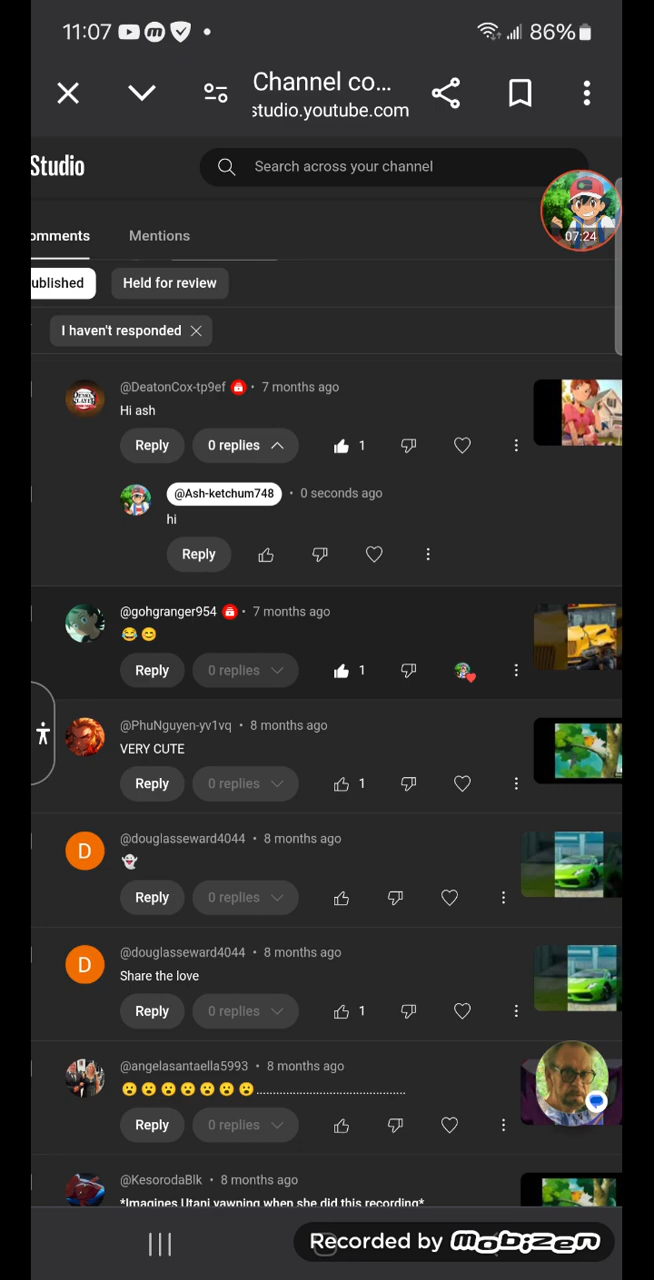 11:07
86%
Channel co...
studio.youtube.com
Studio
Search across your channel
07:24
omments
Mentions
ublished
Held for review
I haven't responded
@DeatonCox-tp9ef • 7 months ago
Hi ash
Reply
0 replies
1
@Ash-ketchum748 • 0 seconds ago
hi
Reply
@gohgranger954 • 7 months ago
😂😊
Reply
0 replies
1
@PhuNguyen-yv1vq • 8 months ago
VERY CUTE
Reply
0 replies
1
D
@douglasseward4044 • 8 months ago
👻
Reply
0 replies
D
@douglasseward4044 • 8 months ago
Share the love
Reply
0 replies
1
@angelasantaella5993 • 8 months ago
😮😮😮😮😮😮😮..............................................
Reply
0 replies
@KesorodaBlk • 8 months ago
*Imagines Utani yawning when she did this recording*
Recorded by mobizen